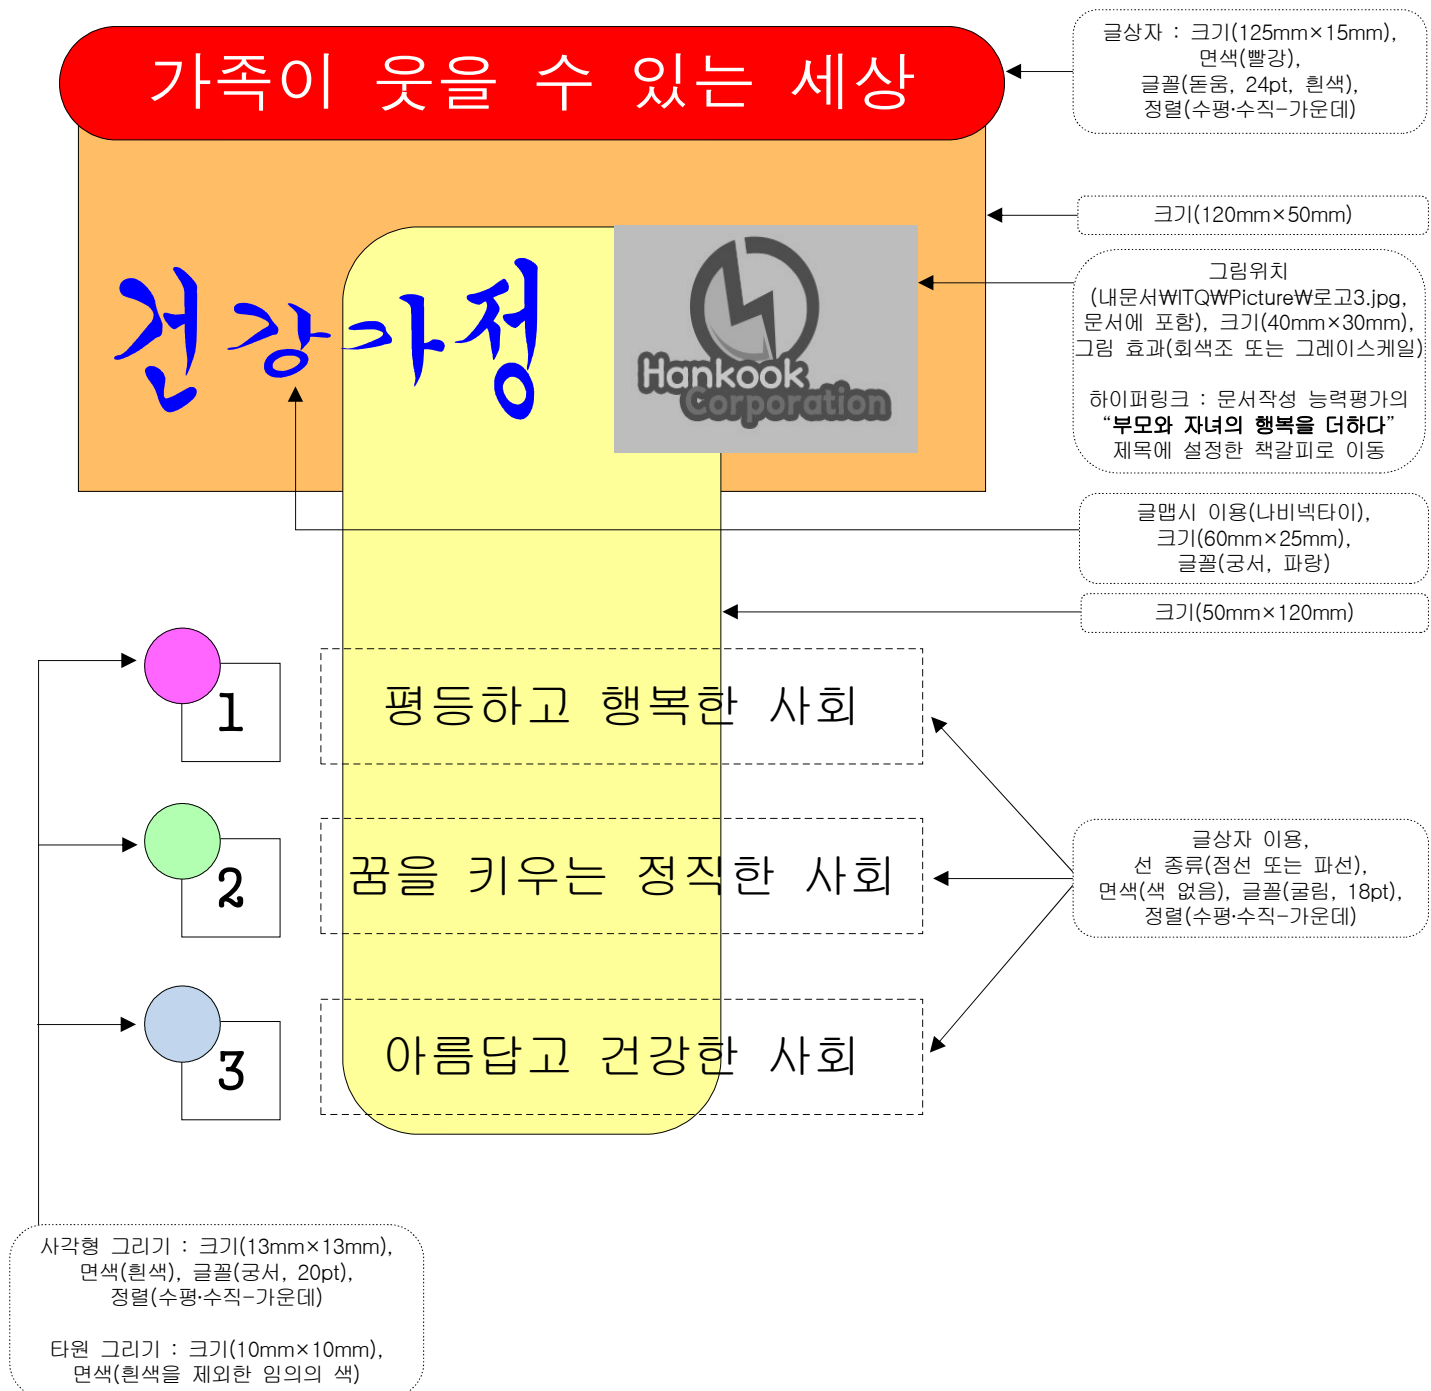 가족이 웃을 수 있는 세상
글상자 : 크기(125mm×15mm),
면색(빨강),
글꼴(돋움, 24pt, 흰색),
정렬(수평·수직-가운데)
크기(120mm×50mm)
건강가정
Hankook
Corporation
그림위치
(내문서₩ITQ₩Picture₩로고3.jpg,
문서에 포함), 크기(40mm×30mm),
그림 효과(회색조 또는 그레이스케일)
하이퍼링크 : 문서작성 능력평가의
“부모와 자녀의 행복을 더하다”
제목에 설정한 책갈피로 이동
글맵시 이용(나비넥타이),
크기(60mm×25mm),
글꼴(궁서, 파랑)
크기(50mm×120mm)
1
평등하고 행복한 사회
2
꿈을 키우는 정직한 사회
글상자 이용,
선 종류(점선 또는 파선),
면색(색 없음), 글꼴(굴림, 18pt),
정렬(수평·수직-가운데)
3
아름답고 건강한 사회
사각형 그리기 : 크기(13mm×13mm),
면색(흰색), 글꼴(궁서, 20pt),
정렬(수평·수직-가운데)
타원 그리기 : 크기(10mm×10mm),
면색(흰색을 제외한 임의의 색)